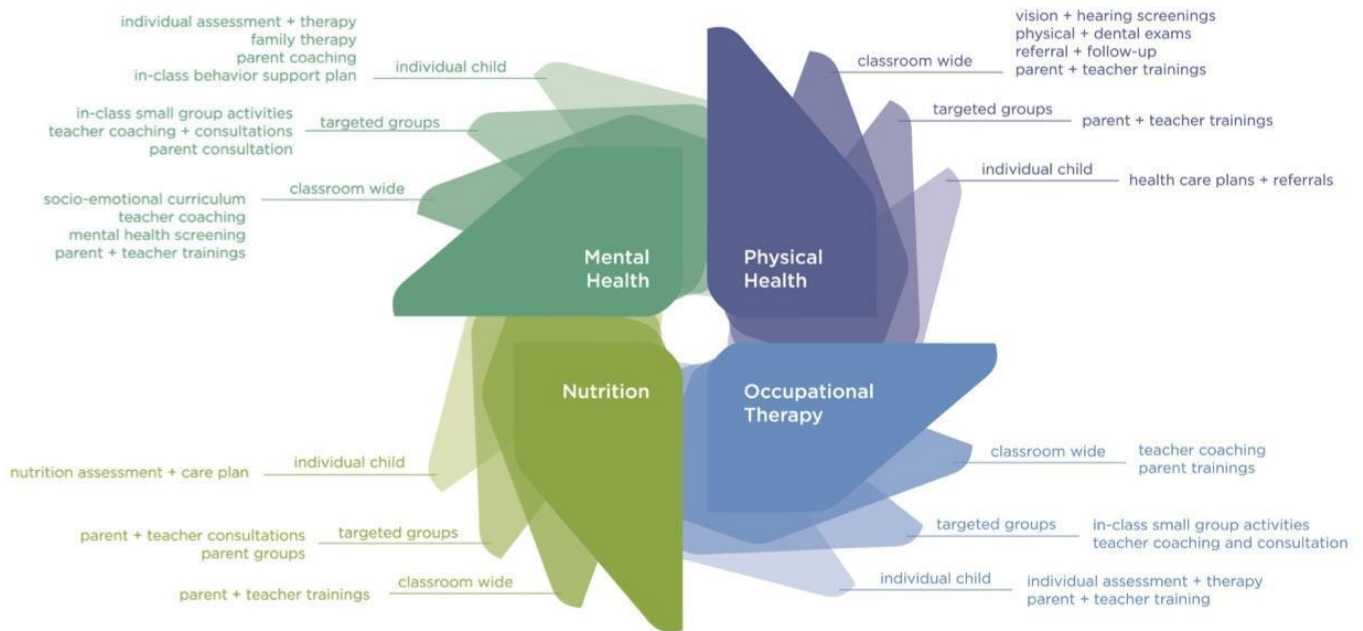 individual assessment + therapy
family therapy
parent coaching
in-class behavior support plan
individual child
in-class small group activities
teacher coaching + consultations
parent consultation
targeted groups
socio-emotional curriculum
teacher coaching
mental health screening
parent + teacher trainings
classroom wide
Mental
Health
vision + hearing screenings
physical + dental exams
referral + follow-up
parent + teacher trainings
classroom wide
targeted groups
parent + teacher trainings
individual child
health care plans + referrals
Physical
Health
Nutrition
nutrition assessment + care plan
individual child
parent + teacher consultations
parent groups
targeted groups
parent + teacher trainings
classroom wide
Occupational
Therapy
classroom wide
teacher coaching
parent trainings
targeted groups
in-class small group activities
teacher coaching and consultation
individual child
individual assessment + therapy
parent + teacher training